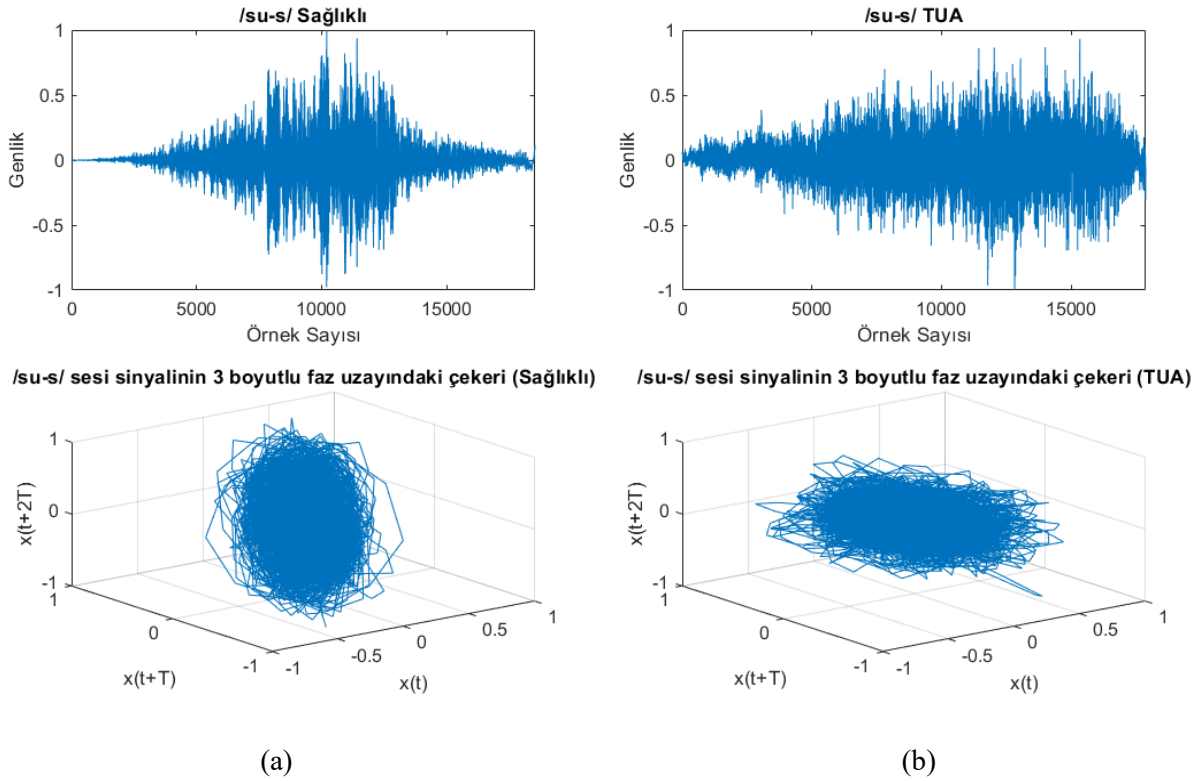 /su-s/ Sağlıklı
1
0.5
0
-0.5
-1
Genlik
0
5000
10000
15000
Örnek Sayısı
/su-s/ TUA
1
0.5
0
-0.5
-1
Genlik
0
5000
10000
15000
Örnek Sayısı
/su-s/ sesi sinyalinin 3 boyutlu faz uzayındaki çekeri (Sağlıklı)
1
0
-1
x(t+2T)
1
0
-1
x(t+T)
-1
-0.5
0
0.5
1
x(t)
/su-s/ sesi sinyalinin 3 boyutlu faz uzayındaki çekeri (TUA)
1
0
-1
x(t+2T)
1
0
-1
x(t+T)
-1
-0.5
0
0.5
1
x(t)
(a)
(b)